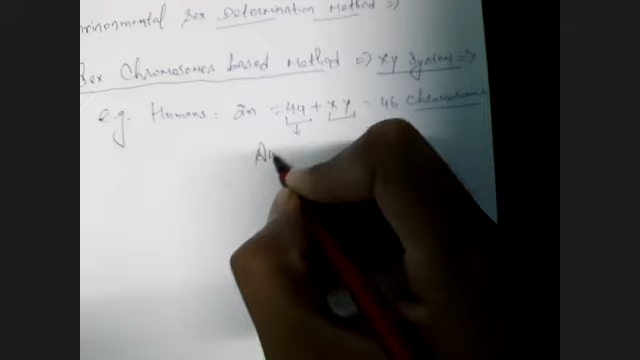 Environmental Sex Determination Method ⇒
Sex Chromosomes based method ⇒ XY System ⇒
e.g. Humans: 2n = 44 + XY = 46 Chromosomes
↓